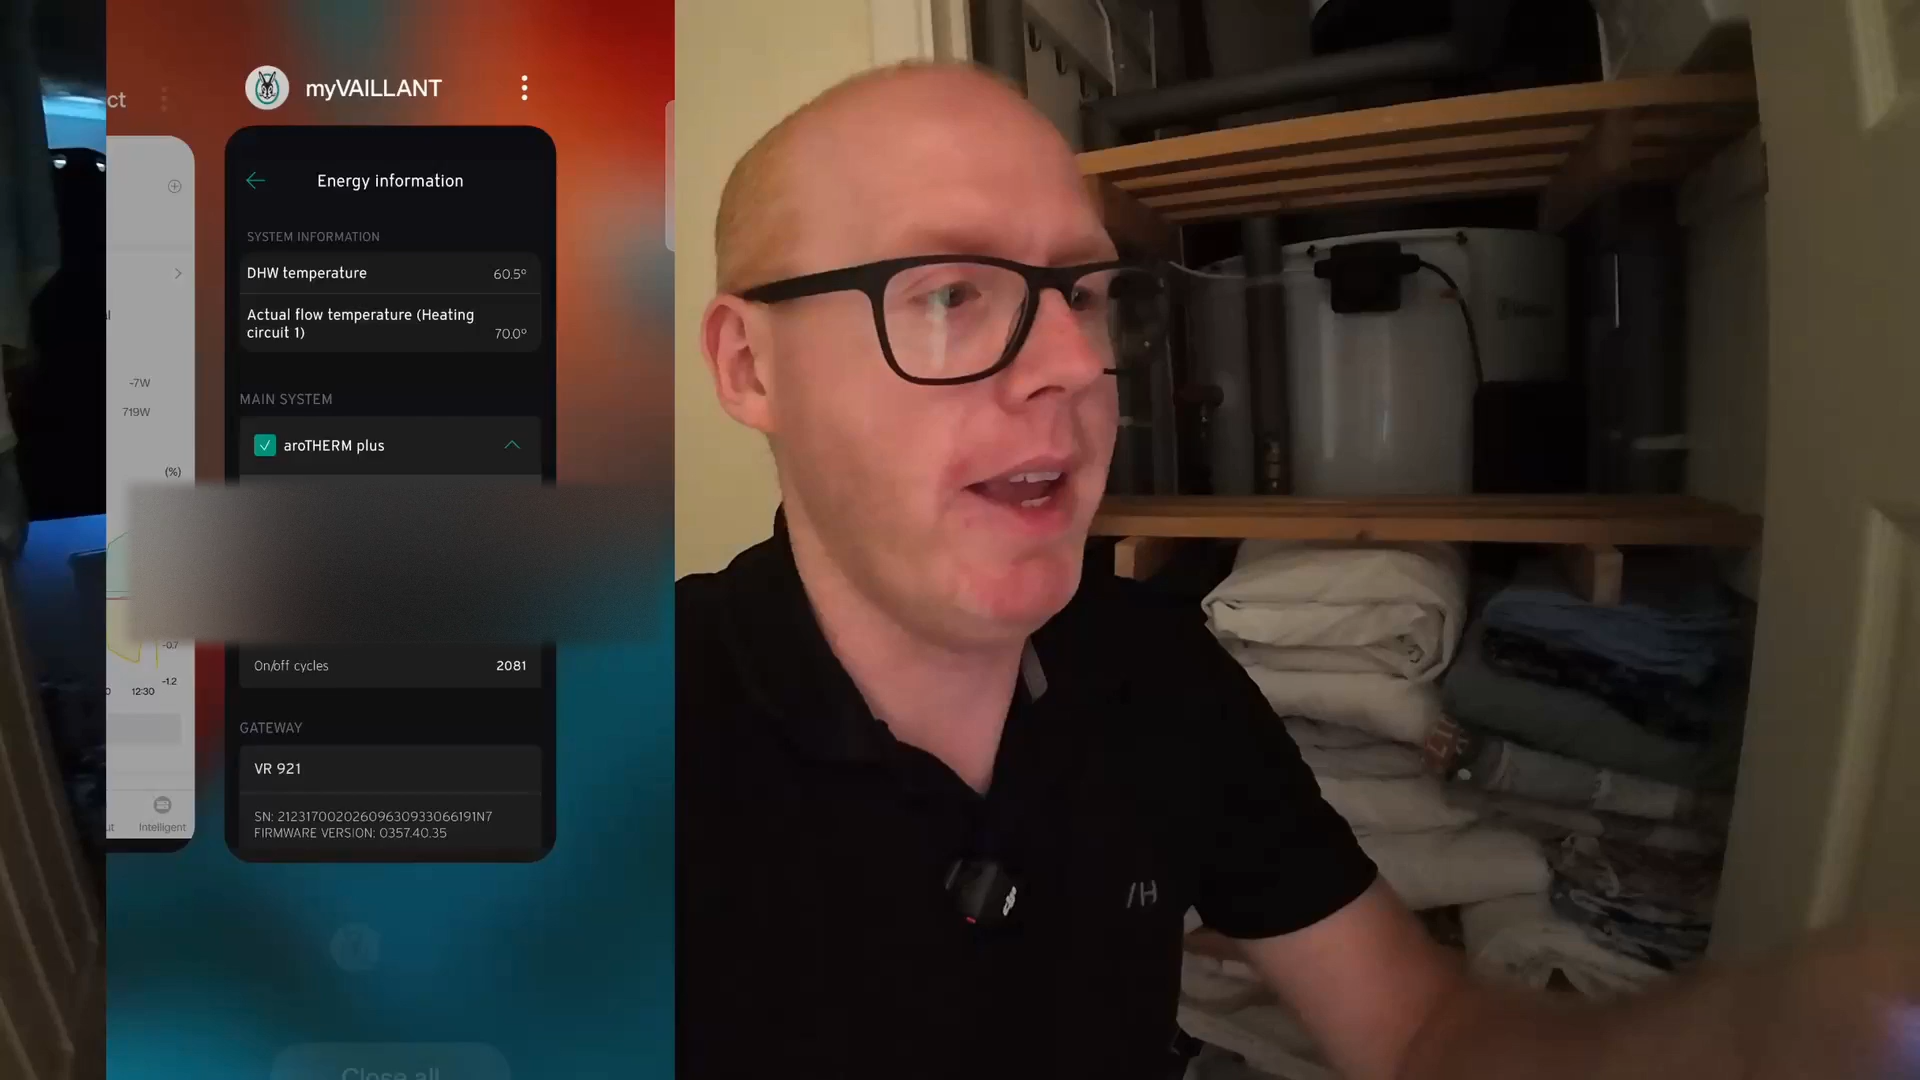 ct
myVAILLANT
Energy information
SYSTEM INFORMATION
DHW temperature
60.5°
Actual flow temperature (Heating
circuit 1)
70.0°
MAIN SYSTEM
aroTHERM plus
-7W
719W
(%)
-0.7
-1.2
12:30
On/off cycles
2081
GATEWAY
VR 921
SN: 21231700202609630933066191N7
FIRMWARE VERSION: 0357.40.35
Intelligent
Close all
/H